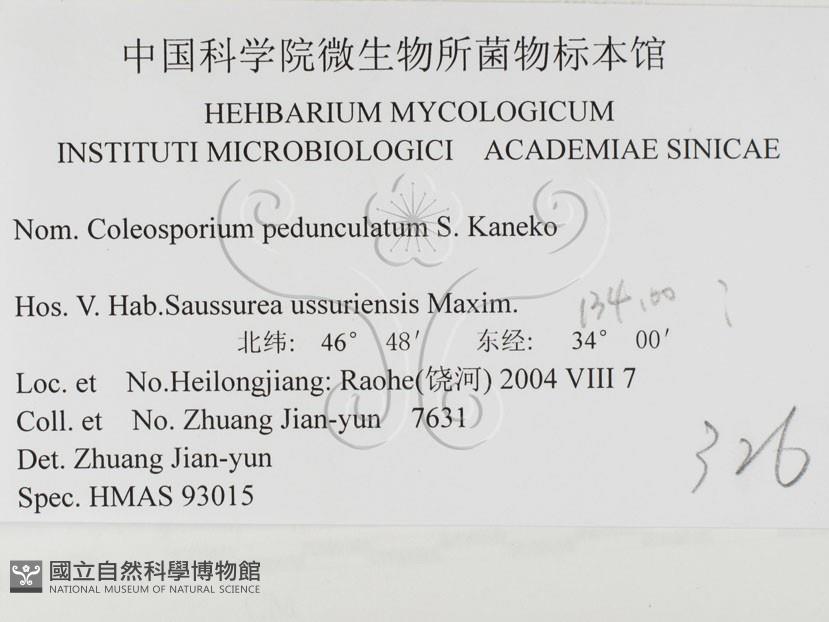 中国科学院微生物所菌物标本馆
HEHBARIUM MYCOLOGICUM
INSTITUTI MICROBIOLOGICI ACADEMIAE SINICAE
Nom. Coleosporium pedunculatum S. Kaneko
Hos. V. Hab.Saussurea ussuriensis Maxim.
134.00 ?
北纬: 46° 48′ 东经: 34° 00′
Loc. et No.Heilongjiang: Raohe(饶河) 2004 VIII 7
Coll. et No. Zhuang Jian-yun 7631
326
Det. Zhuang Jian-yun
Spec. HMAS 93015
國立自然科學博物館
NATIONAL MUSEUM OF NATURAL SCIENCE